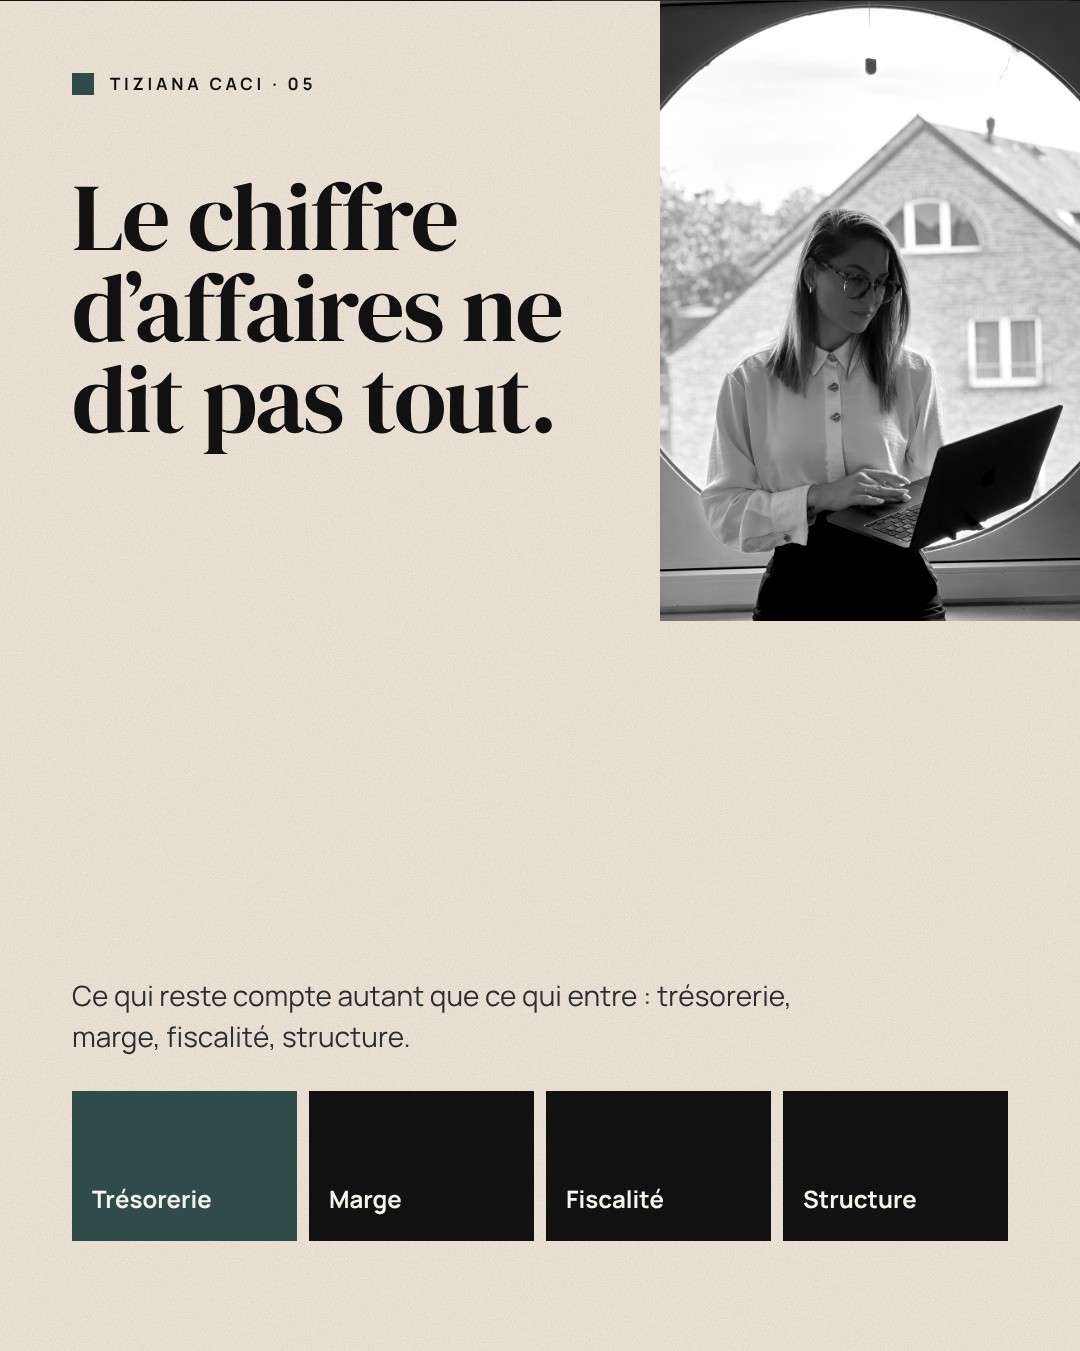 TIZIANA CACI · 05
Le chiffre
d’affaires ne
dit pas tout.
Ce qui reste compte autant que ce qui entre : trésorerie,
marge, fiscalité, structure.
Trésorerie
Marge
Fiscalité
Structure